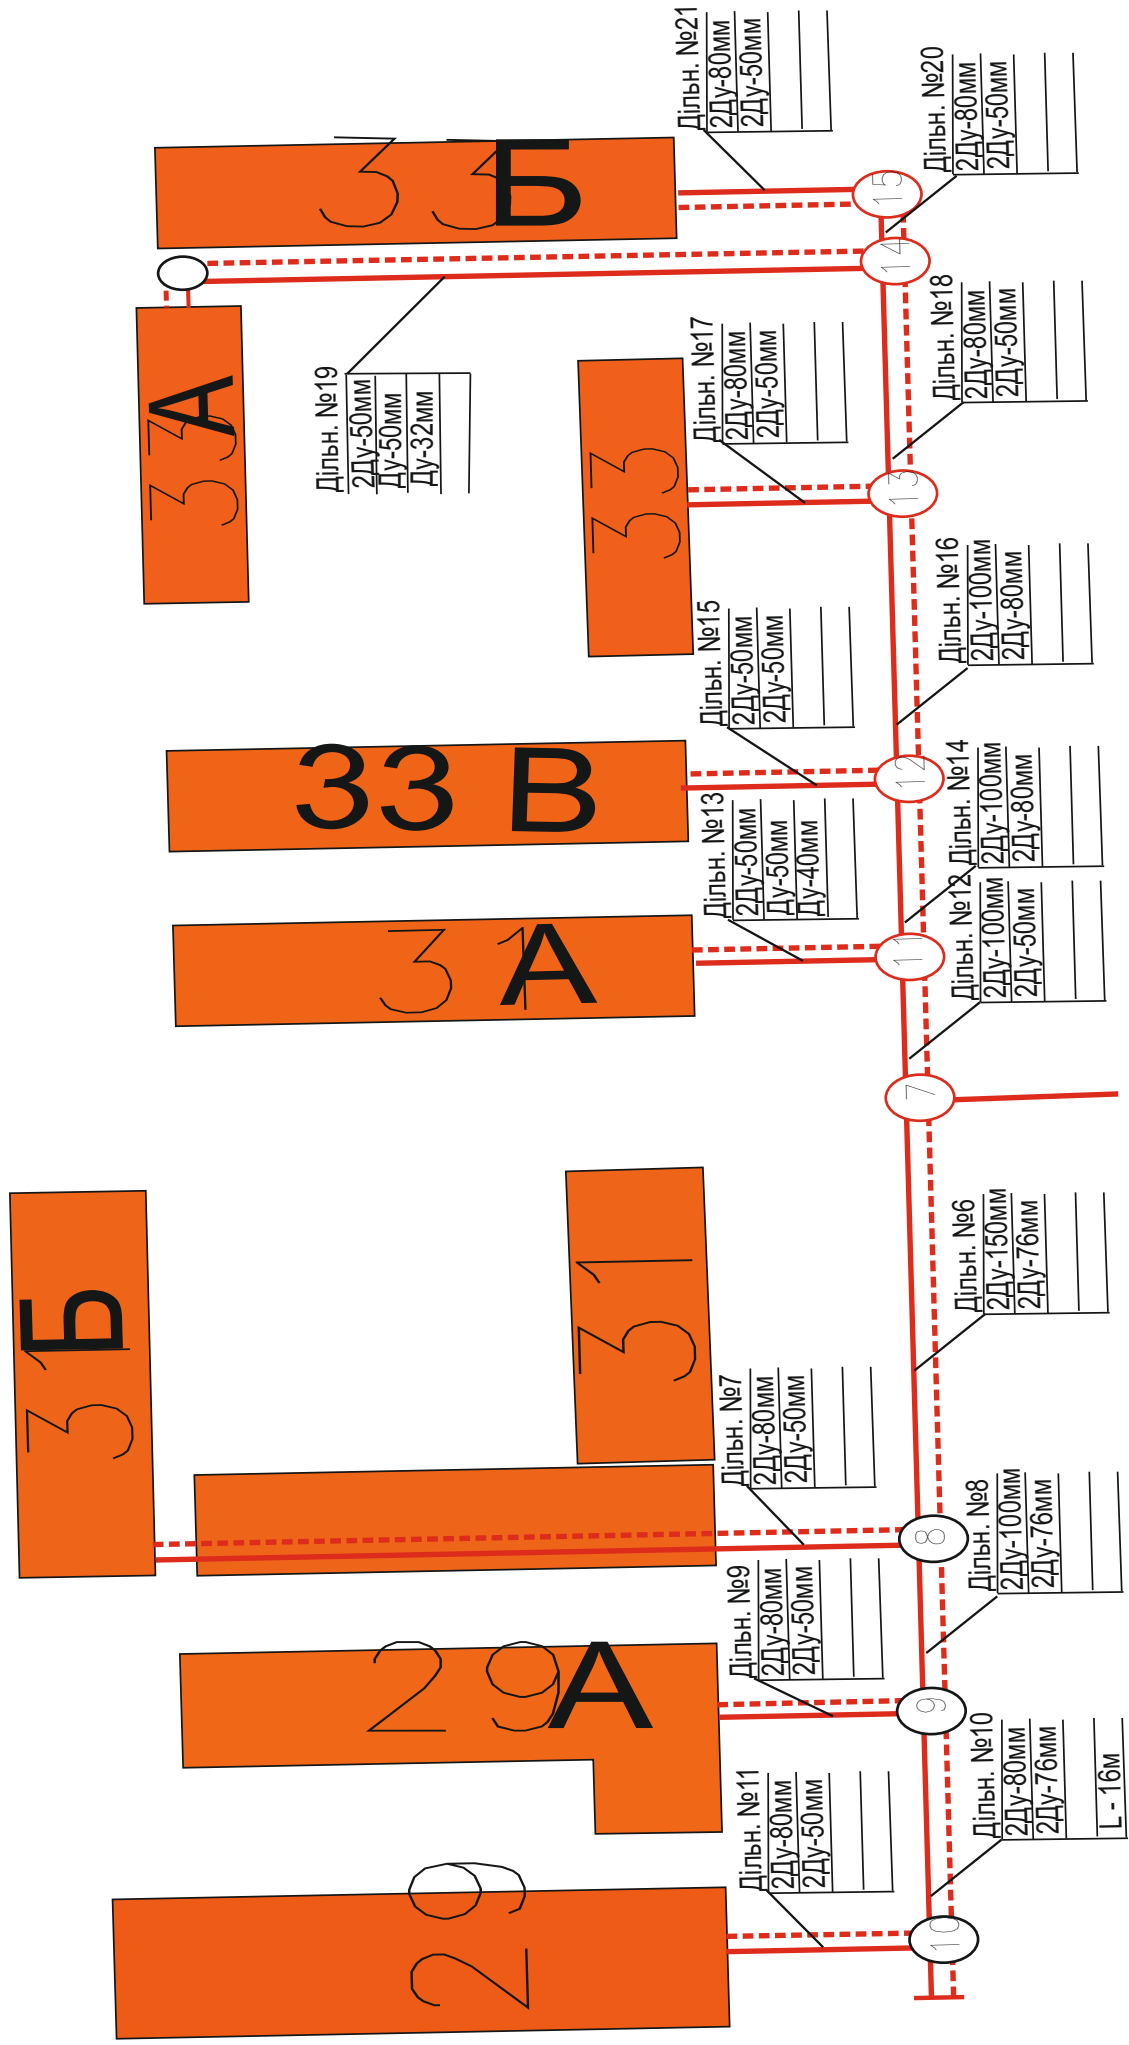 Дільн. №21
2Ду-80мм
2Ду-50мм
Дільн. №20
2Ду-80мм
2Ду-50мм
33Б
15
14
33А
Дільн. №19
2Ду-50мм
Ду-50мм
Ду-32мм
Дільн. №18
2Ду-80мм
2Ду-50мм
Дільн. №17
2Ду-80мм
2Ду-50мм
33
13
Дільн. №16
2Ду-100мм
2Ду-80мм
Дільн. №15
2Ду-50мм
2Ду-50мм
33 В
12
Дільн. №14
2Ду-100мм
2Ду-80мм
Дільн. №13
2Ду-50мм
Ду-50мм
Ду-40мм
31А
11
Дільн. №12
2Ду-100мм
2Ду-50мм
7
31Б
31
Дільн. №6
2Ду-150мм
2Ду-76мм
Дільн. №7
2Ду-80мм
2Ду-50мм
8
Дільн. №8
2Ду-100мм
2Ду-76мм
Дільн. №9
2Ду-80мм
2Ду-50мм
29А
9
Дільн. №10
2Ду-80мм
2Ду-76мм
L - 16м
Дільн. №11
2Ду-80мм
2Ду-50мм
29
10